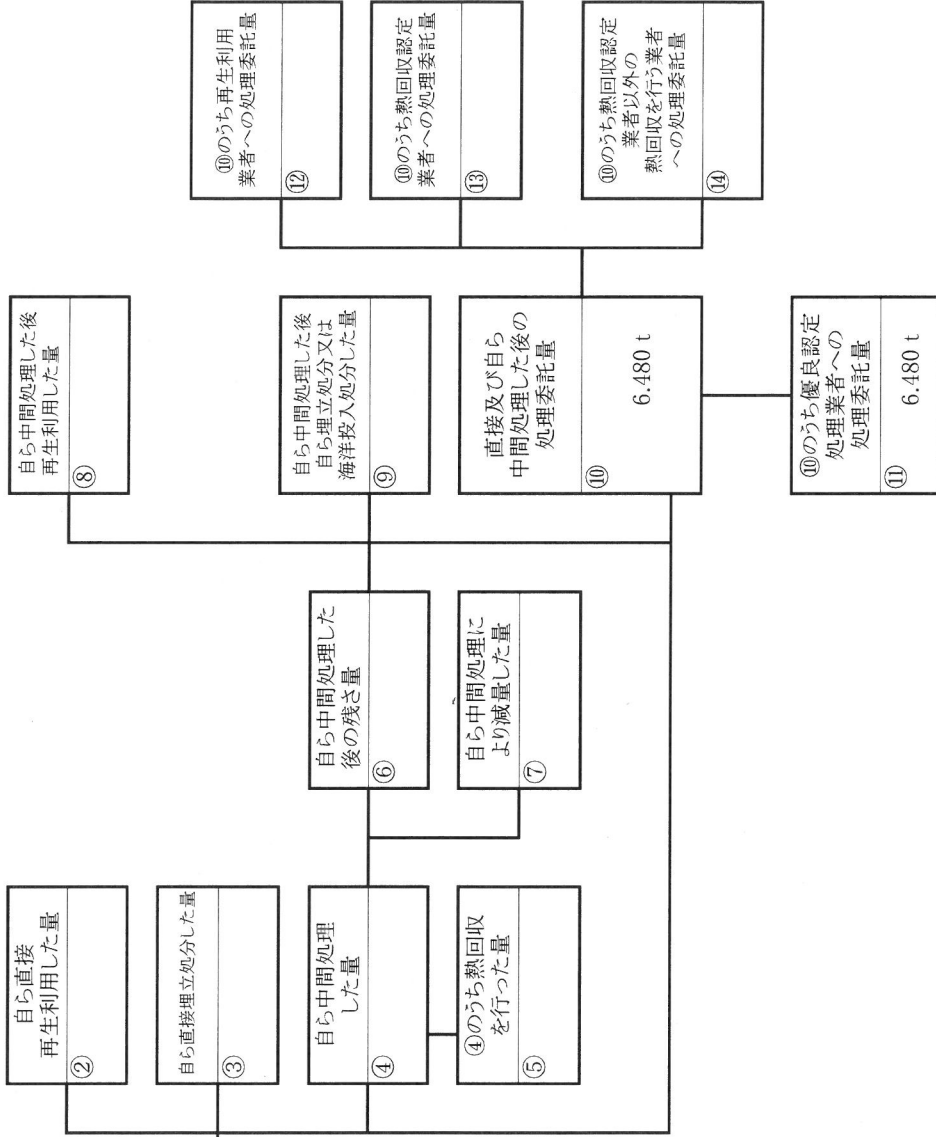 自ら直接
再生利用した量
②
自ら直接埋立処分した量
③
自ら中間処理
した量
④
④のうち熱回収
を行った量
⑤
自ら中間処理した
後の残さ量
⑥
自ら中間処理に
より減量した量
⑦
自ら中間処理した後
再生利用した量
⑧
自ら中間処理した後
自ら埋立処分又は
海洋投入処分した量
⑨
直接及び自ら
中間処理した後の
処理委託量
⑩
6.480 t
⑩のうち優良認定
処理業者への
処理委託量
⑪
6.480 t
⑩のうち再生利用
業者への処理委託量
⑫
⑩のうち熱回収認定
業者への処理委託量
⑬
⑩のうち熱回収認定
業者以外の
熱回収を行う業者
への処理委託量
⑭